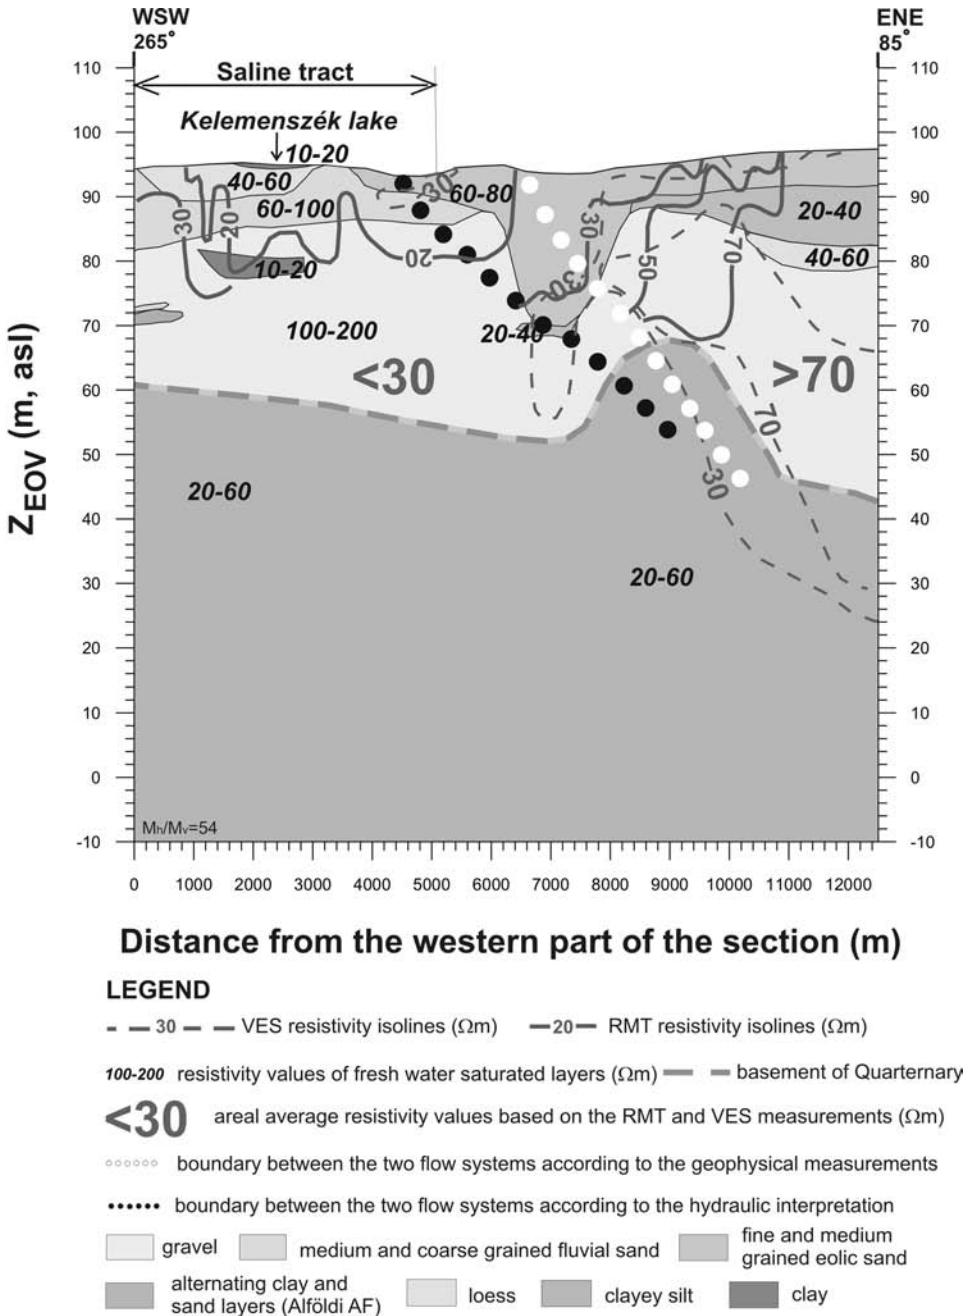 WSW
265°
ENE
85°
Saline tract
Kelemenszék lake
10-20
40-60
60-100
10-20
60-80
20-40
40-60
100-200
20-40
<30
>70
20-60
20-60
30
20
20
30
30
30
30
50
70
70
30
110
100
90
80
70
60
50
40
30
20
10
0
-10
110
100
90
80
70
60
50
40
30
20
10
0
-10
Z EOV (m, asl)
Mh/Mv=54
0 1000 2000 3000 4000 5000 6000 7000 8000 9000 10000 11000 12000
Distance from the western part of the section (m)
LEGEND
30 VES resistivity isolines (Ωm) 20 RMT resistivity isolines (Ωm)
100-200 resistivity values of fresh water saturated layers (Ωm) basement of Quarternary
<30 areal average resistivity values based on the RMT and VES measurements (Ωm)
boundary between the two flow systems according to the geophysical measurements
boundary between the two flow systems according to the hydraulic interpretation
gravel
medium and coarse grained fluvial sand
fine and medium
grained eolic sand
alternating clay and
sand layers (Alföldi AF)
loess
clayey silt
clay